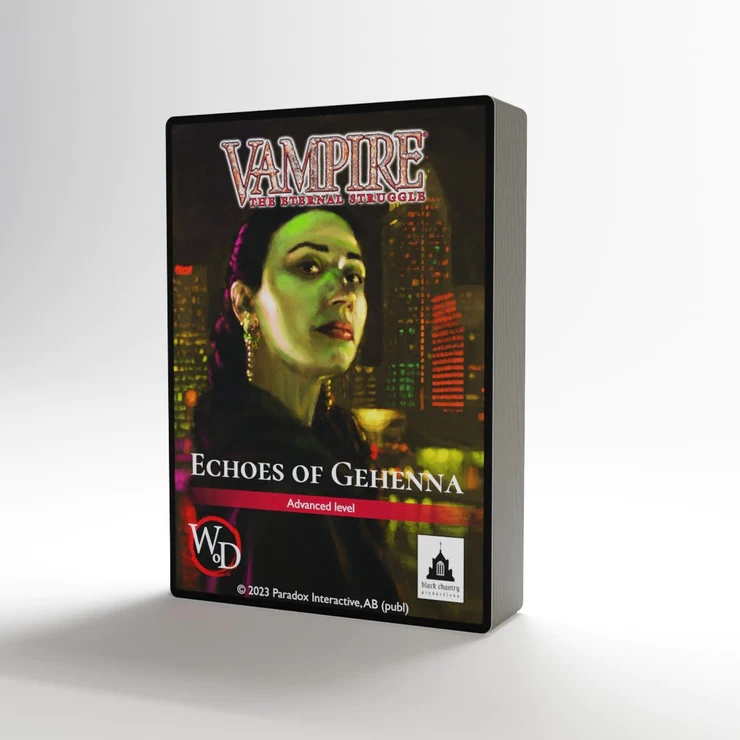 VAMPIRE
THE ETERNAL STRUGGLE
ECHOES OF GEHENNA
Advanced level
WoD
black chantry
productions
© 2023 Paradox Interactive, AB (publ)